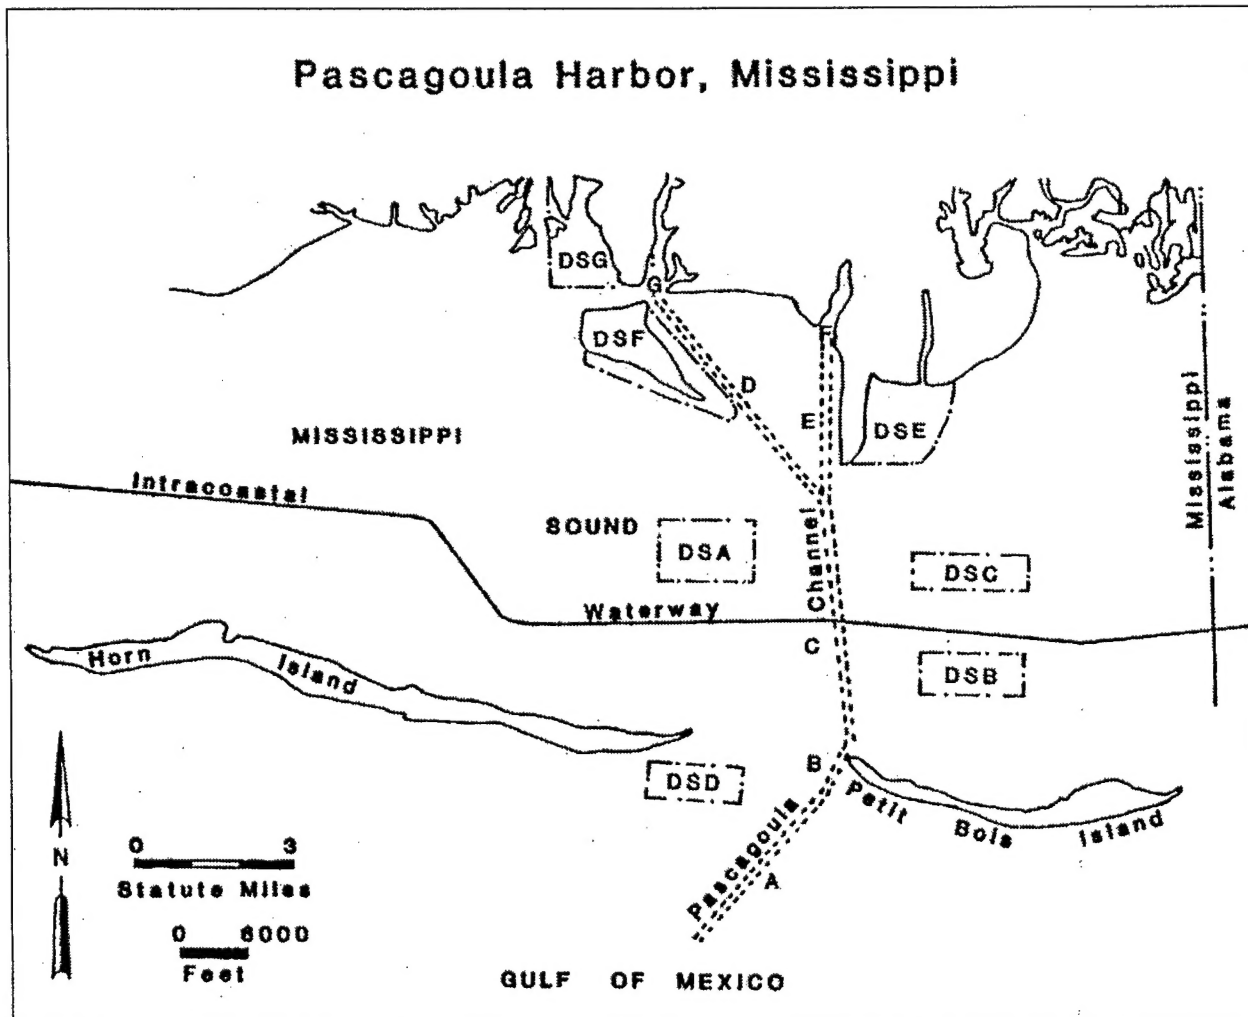 Pascagoula Harbor, Mississippi
DSG
G
DSF
F
D
E
DSE
MISSISSIPPI
Mississippi
Alabama
Intracoastal
SOUND
DSA
Channel
DSC
Waterway
C
DSB
Horn
Island
B
DSD
Petit
Bois
Island
Pascagoula
A
N
0 3
Statute Miles
0 6000
Feet
GULF OF MEXICO